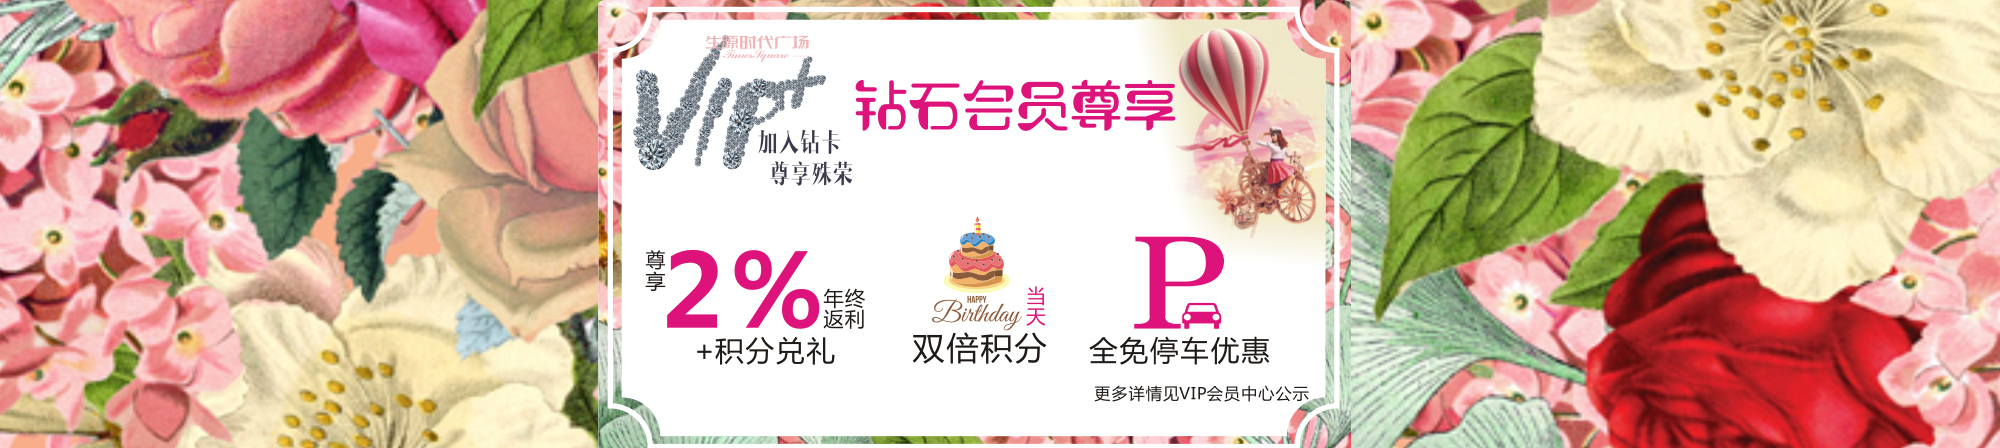 生源时代广场
Times Square
VIP+
钻石会员尊享
加入钻卡
尊享殊荣
尊享
2%
年终
返利
+积分兑礼
HAPPY
Birthday
当天
双倍积分
P
全免停车优惠
更多详情见VIP会员中心公示